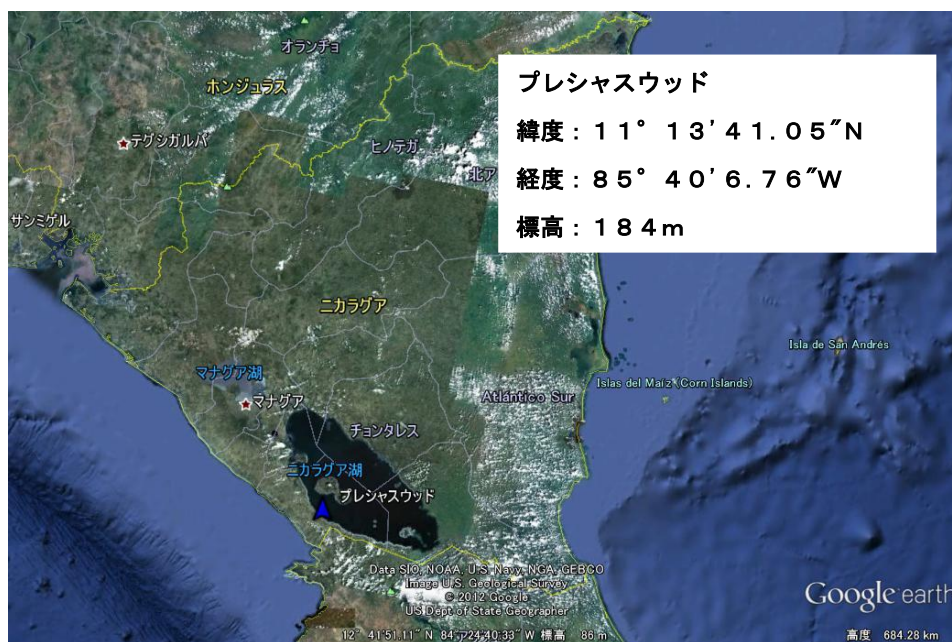 オランチョ
ホンジュラス
テグシガルパ
ヒノテガ
北ア
サンミゲル
プレシャスウッド
緯度：１１°１３'４１.０５"Ｎ
経度：８５°４０'６.７６"Ｗ
標高：１８４ｍ
ニカラグア
Isla de San Andrés
マナグア湖
Islas del Maíz (Corn Islands)
マナグア
Atlántico Sur
チョンタレス
ニカラグア湖
プレシャスウッド
Data SIO, NOAA, U.S. Navy, NGA, GEBCO
Image U.S. Geological Survey
© 2012 Google
US Dept of State Geographer
Google earth
12°41'51.11" N 84°24'40.33" W 標高 86 m
高度 684.28 km